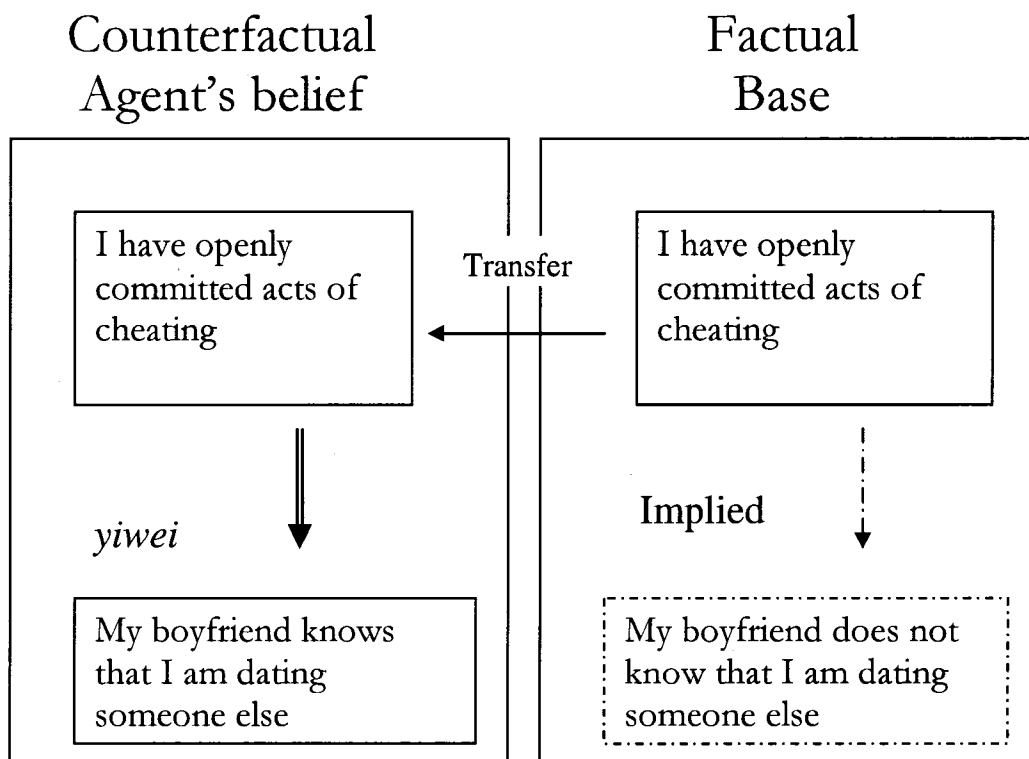 Counterfactual
Agent's belief
Factual
Base
I have openly
committed acts of
cheating
Transfer
I have openly
committed acts of
cheating
yiwei
Implied
My boyfriend knows
that I am dating
someone else
My boyfriend does not
know that I am dating
someone else